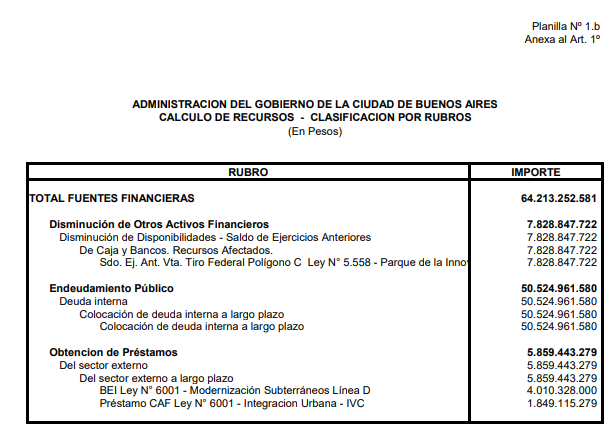 Planilla Nº 1.b
Anexa al Art. 1º
ADMINISTRACION DEL GOBIERNO DE LA CIUDAD DE BUENOS AIRES
CALCULO DE RECURSOS - CLASIFICACION POR RUBROS
(En Pesos)
RUBRO IMPORTE
TOTAL FUENTES FINANCIERAS 64.213.252.581
Disminución de Otros Activos Financieros 7.828.847.722
Disminución de Disponibilidades - Saldo de Ejercicios Anteriores 7.828.847.722
De Caja y Bancos. Recursos Afectados. 7.828.847.722
Sdo. Ej. Ant. Vta. Tiro Federal Polígono C Ley N° 5.558 - Parque de la Inno 7.828.847.722
Endeudamiento Público 50.524.961.580
Deuda interna 50.524.961.580
Colocación de deuda interna a largo plazo 50.524.961.580
Colocación de deuda interna a largo plazo 50.524.961.580
Obtencion de Préstamos 5.859.443.279
Del sector externo 5.859.443.279
Del sector externo a largo plazo 5.859.443.279
BEI Ley N° 6001 - Modernización Subterráneos Línea D 4.010.328.000
Préstamo CAF Ley N° 6001 - Integracion Urbana - IVC 1.849.115.279